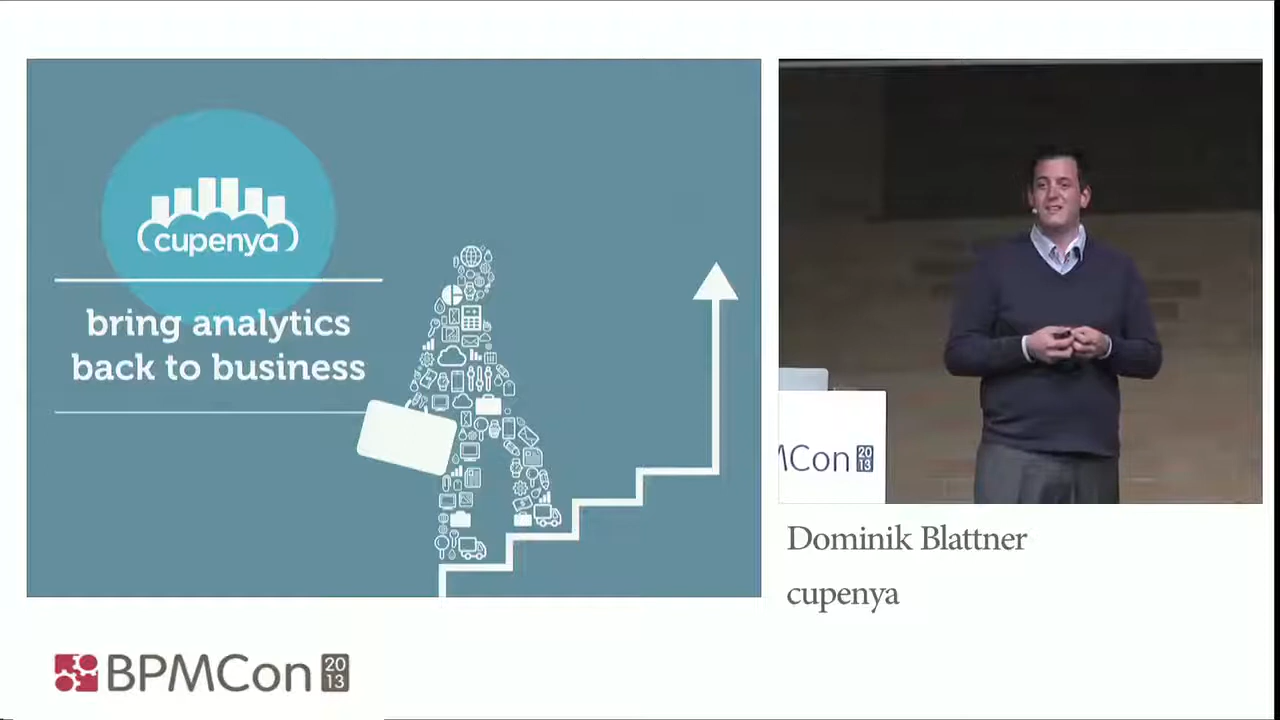 cupenya
bring analytics
back to business
MCon 20
13
Dominik Blattner
cupenya
BPMCon 20
13